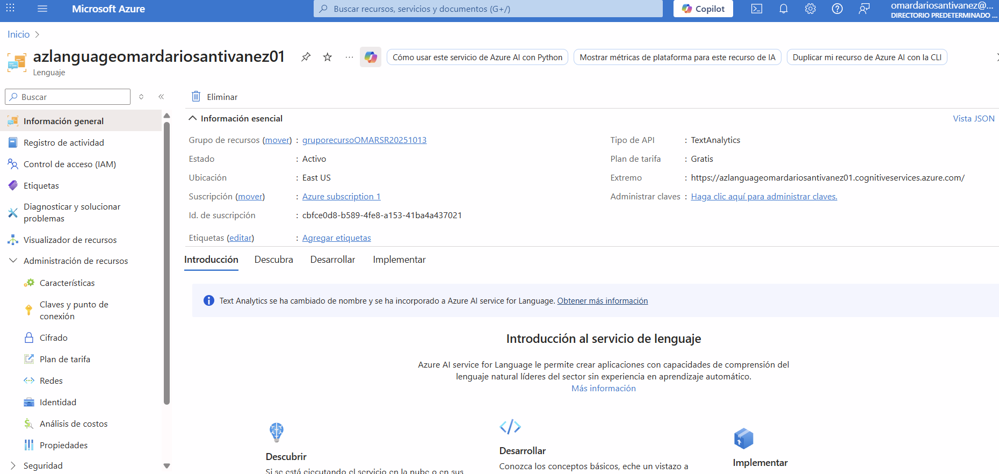 Microsoft Azure
Buscar recursos, servicios y documentos (G+/)
Copilot
omardariosantivanez@...
DIRECTORIO PREDETERMINADO ...
Inicio
azlanguageomardariosantivanez01
Lenguaje
Cómo usar este servicio de Azure AI con Python
Mostrar métricas de plataforma para este recurso de IA
Duplicar mi recurso de Azure AI con la CLI
Buscar
Información general
Registro de actividad
Control de acceso (IAM)
Etiquetas
Diagnosticar y solucionar
problemas
Visualizador de recursos
Administración de recursos
Características
Claves y punto de
conexión
Cifrado
Plan de tarifa
Redes
Identidad
Análisis de costos
Propiedades
Seguridad
Eliminar
Información esencial
Vista JSON
Grupo de recursos (mover) : gruporecursoOMARSR20251013
Estado : Activo
Ubicación : East US
Suscripción (mover) : Azure subscription 1
Id. de suscripción : cbfce0d8-b589-4fe8-a153-41ba4a437021
Etiquetas (editar) : Agregar etiquetas
Tipo de API : TextAnalytics
Plan de tarifa : Gratis
Extremo : https://azlanguageomardariosantivanez01.cognitiveservices.azure.com/
Administrar claves : Haga clic aquí para administrar claves.
Introducción Descubra Desarrollar Implementar
Text Analytics se ha cambiado de nombre y se ha incorporado a Azure AI service for Language. Obtener más información
Introducción al servicio de lenguaje
Azure AI service for Language le permite crear aplicaciones con capacidades de comprensión del
lenguaje natural líderes del sector sin experiencia en aprendizaje automático.
Más información
Descubrir
Si se está ejecutando el servicio en la nube o en sus
Desarrollar
Conozca los conceptos básicos, eche un vistazo a
Implementar